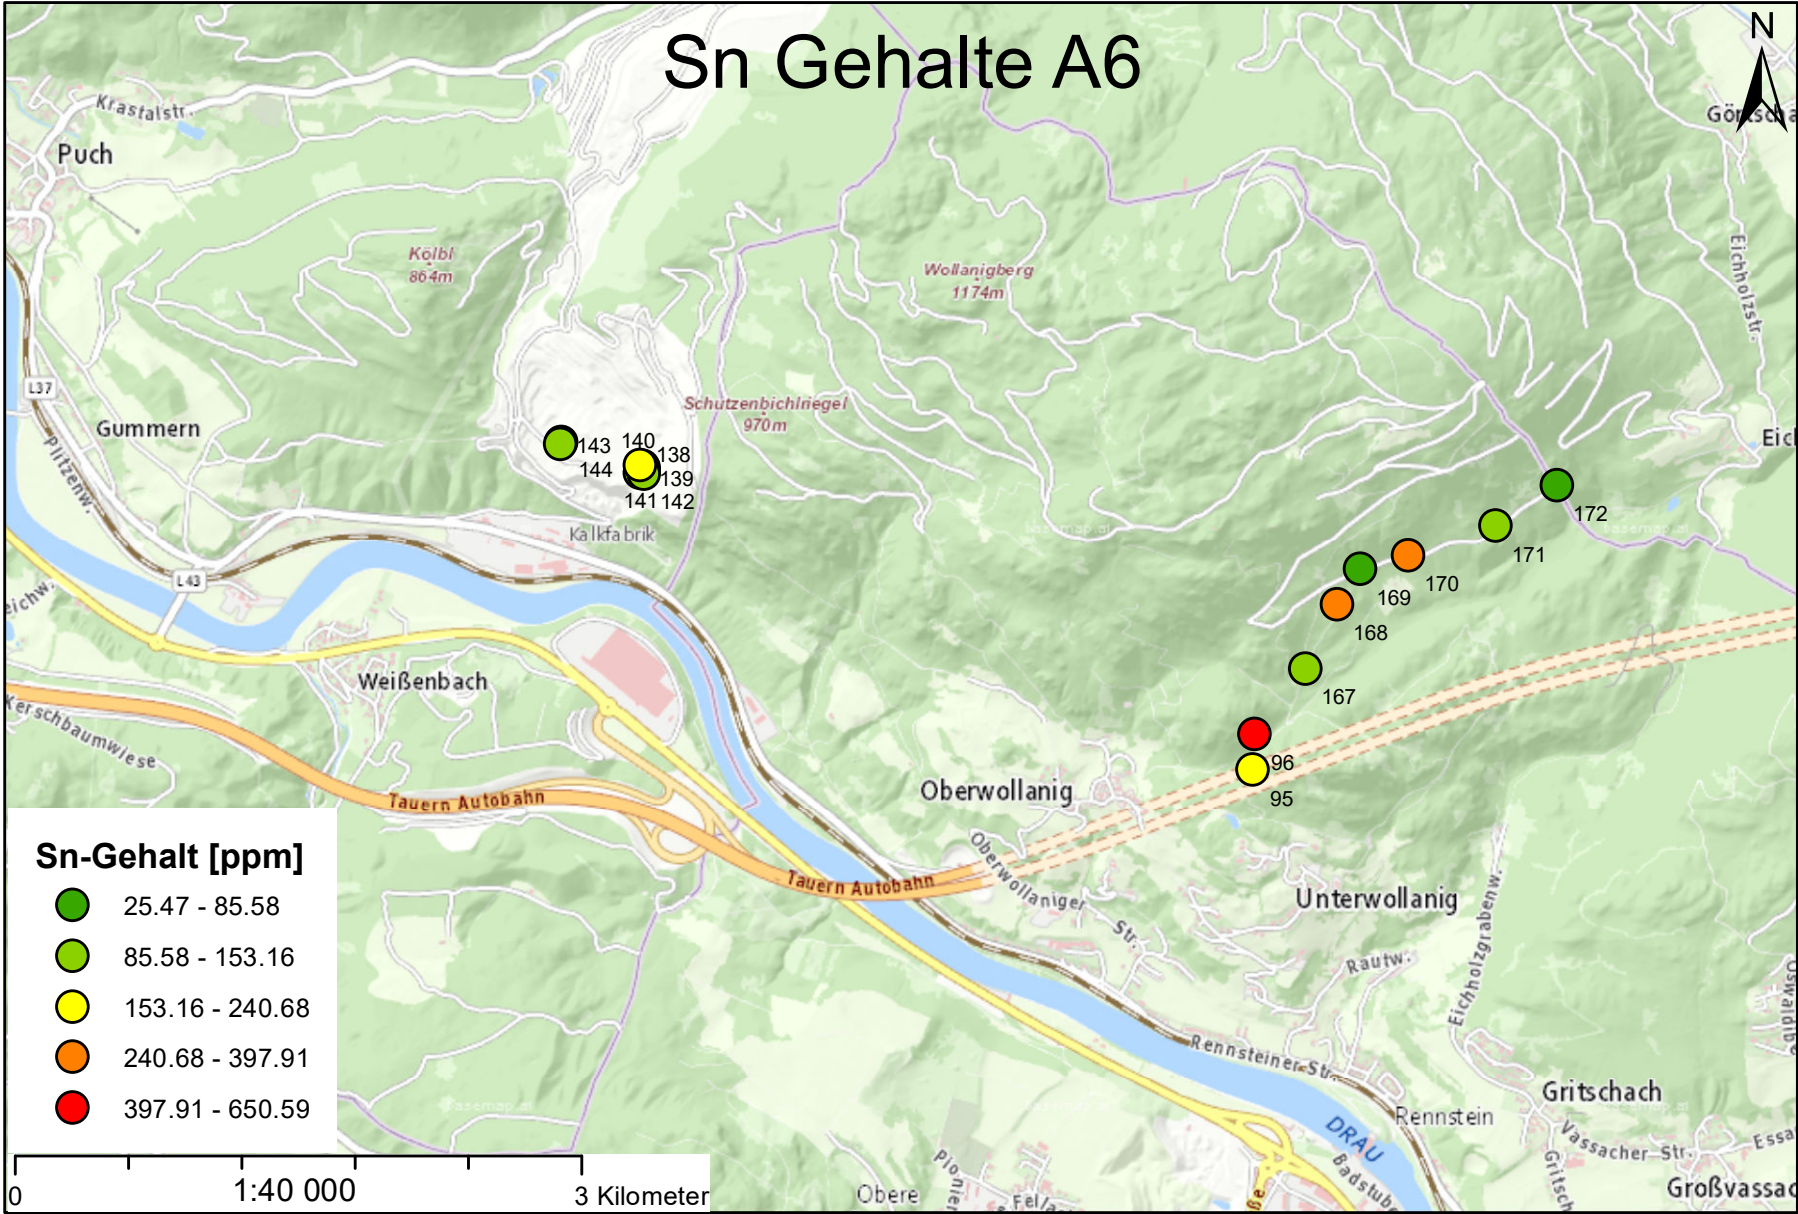 Sn Gehalte A6
N
Krastalstr.
Puch
Kölbl
864m
Wollanigberg
1174m
Eichholzstr.
L37
Gummern
Plitzenw.
Schutzenbichlriegel
970m
143
144
140
138
139
141
142
Kalkfabrik
basemap.at
172
171
170
169
168
167
96
95
L43
Weißenbach
Kerschbaumwiese
Tauern Autobahn
Tauern Autobahn
Oberwollanig
Oberwollaniger Str.
Unterwollanig
Rautw.
Eichholzgrabenw.
Rennsteiner Str.
Rennstein
Gritschach
Vassacher Str.
DRAU
Obere
Sn-Gehalt [ppm]
25.47 - 85.58
85.58 - 153.16
153.16 - 240.68
240.68 - 397.91
397.91 - 650.59
0
1:40 000
3 Kilometer